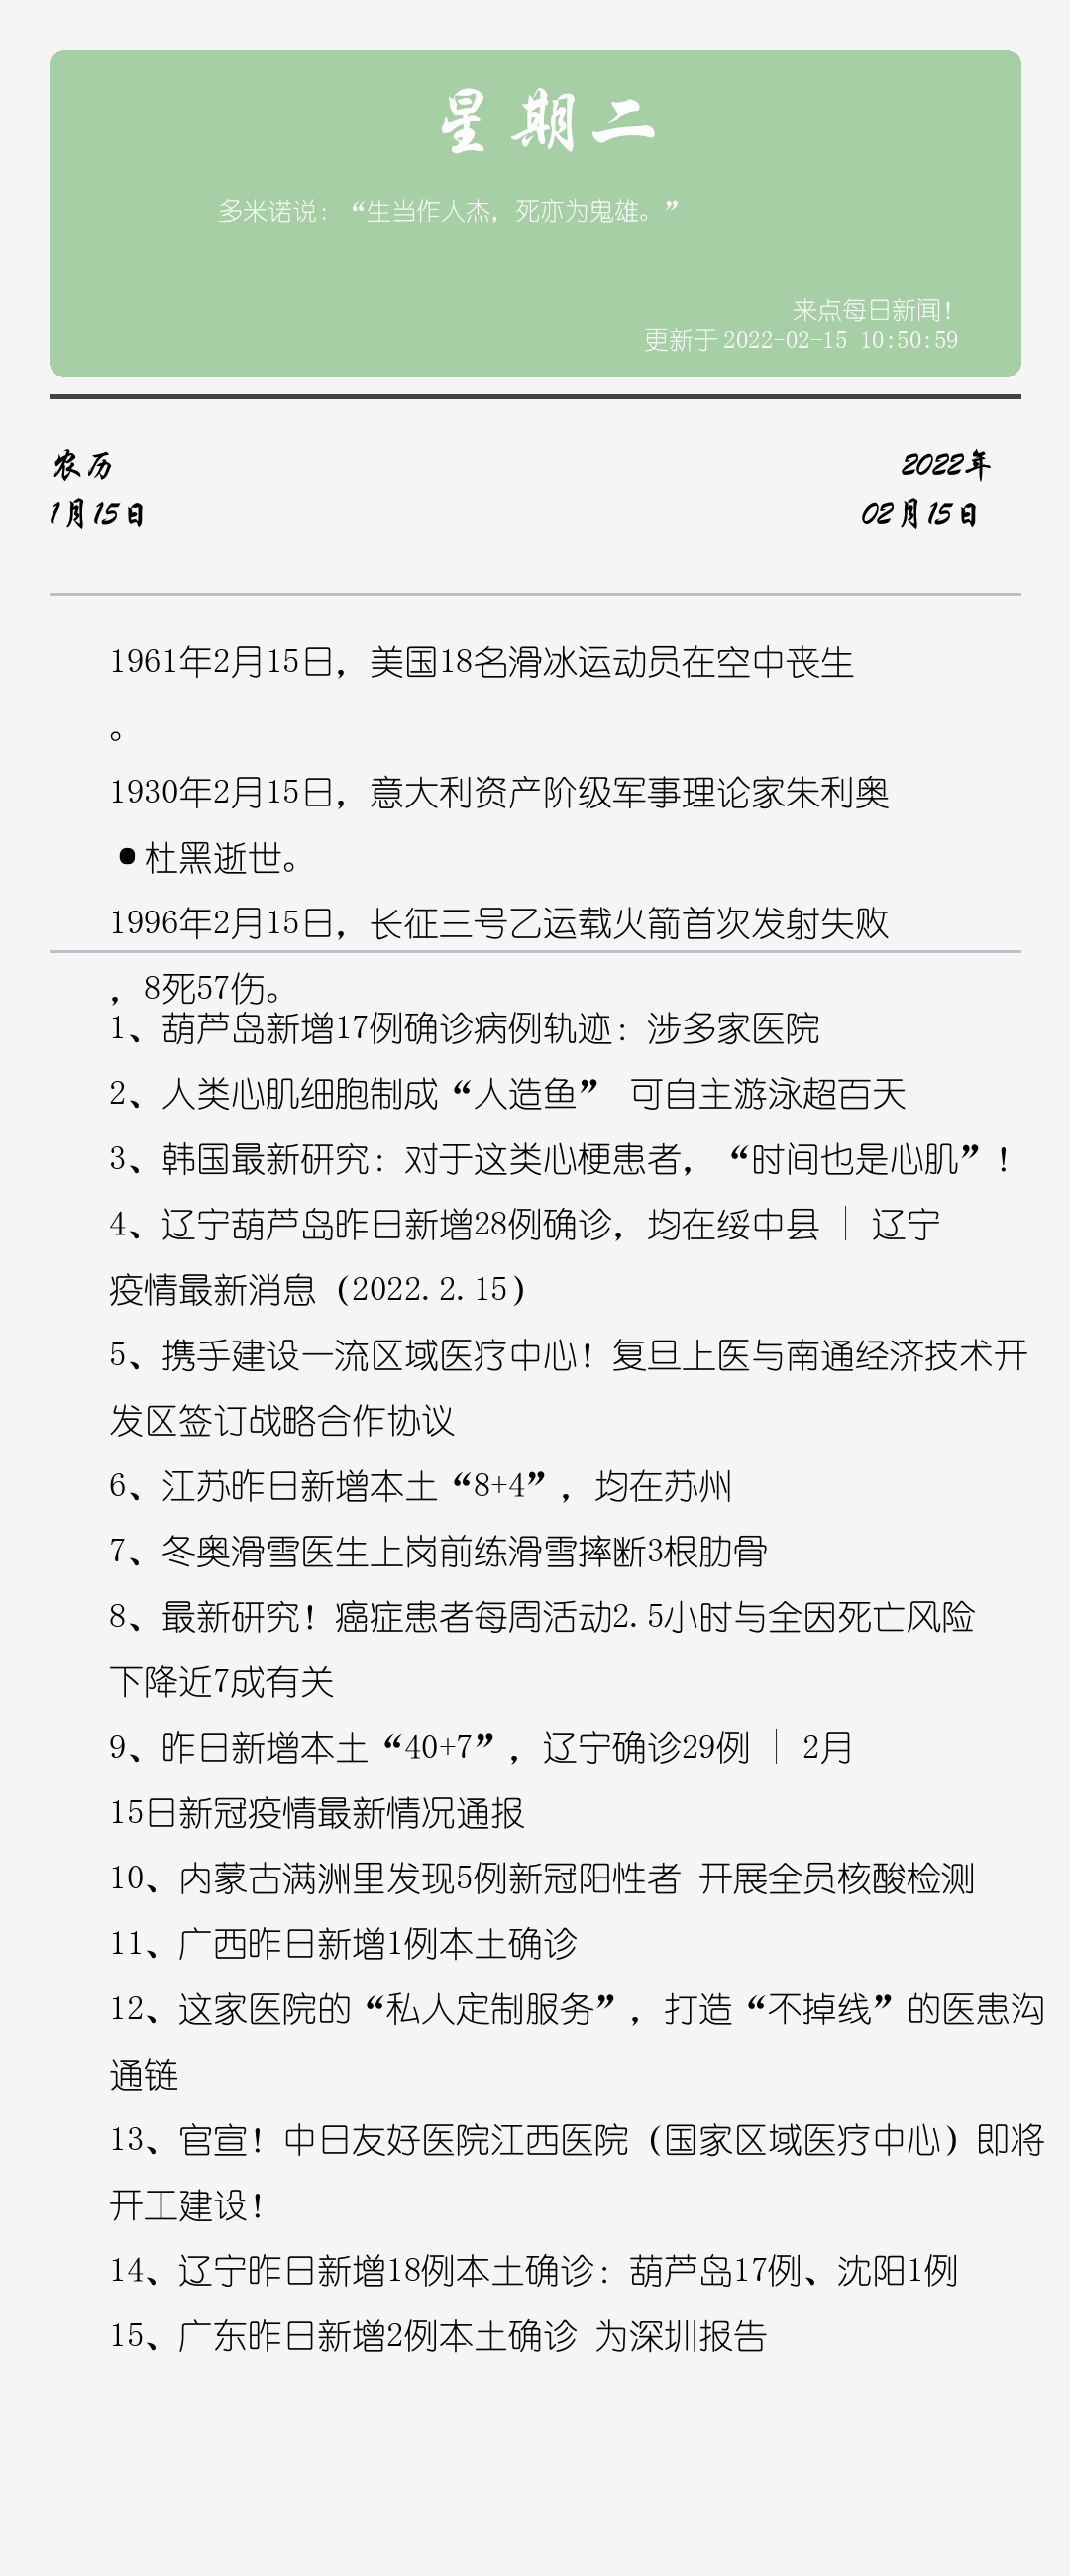 星期二
多米诺说：“生当作人杰，死亦为鬼雄。”
来点每日新闻！
更新于 2022-02-15 10:50:59
农历
1月15日
2022年
02月15日
1961年2月15日，美国18名滑冰运动员在空中丧生
。
1930年2月15日，意大利资产阶级军事理论家朱利奥
•杜黑逝世。
1996年2月15日，长征三号乙运载火箭首次发射失败
，8死57伤。
1、葫芦岛新增17例确诊病例轨迹：涉多家医院
2、人类心肌细胞制成“人造鱼” 可自主游泳超百天
3、韩国最新研究：对于这类心梗患者，“时间也是心肌”！
4、辽宁葫芦岛昨日新增28例确诊，均在绥中县 | 辽宁
疫情最新消息（2022.2.15）
5、携手建设一流区域医疗中心！复旦上医与南通经济技术开
发区签订战略合作协议
6、江苏昨日新增本土“8+4”，均在苏州
7、冬奥滑雪医生上岗前练滑雪摔断3根肋骨
8、最新研究！癌症患者每周活动2.5小时与全因死亡风险
下降近7成有关
9、昨日新增本土“40+7”，辽宁确诊29例 | 2月
15日新冠疫情最新情况通报
10、内蒙古满洲里发现5例新冠阳性者 开展全员核酸检测
11、广西昨日新增1例本土确诊
12、这家医院的“私人定制服务”，打造“不掉线”的医患沟
通链
13、官宣！中日友好医院江西医院（国家区域医疗中心）即将
开工建设！
14、辽宁昨日新增18例本土确诊：葫芦岛17例、沈阳1例
15、广东昨日新增2例本土确诊 为深圳报告